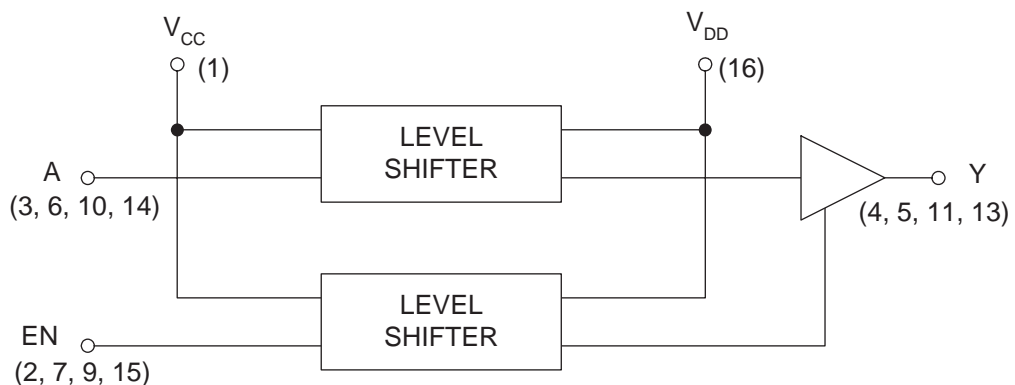 VCC
(1)
VDD
(16)
LEVEL
SHIFTER
A
(3, 6, 10, 14)
Y
(4, 5, 11, 13)
LEVEL
SHIFTER
EN
(2, 7, 9, 15)